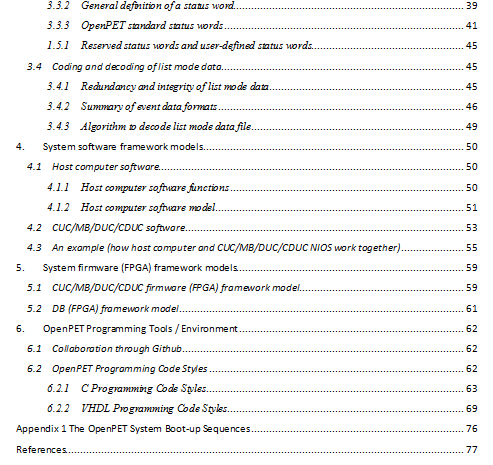 3.3.2 General definition of a status word 39
3.3.3 OpenPET standard status words 41
1.5.1 Reserved status words and user-defined status words 45
3.4 Coding and decoding of list mode data 45
3.4.1 Redundancy and integrity of list mode data 45
3.4.2 Summary of event data formats 46
3.4.3 Algorithm to decode list mode data file 49
4. System software framework models 50
4.1 Host computer software 50
4.1.1 Host computer software functions 50
4.1.2 Host computer software model 51
4.2 CUC/MB/DUC/CDUC software 53
4.3 An example (how host computer and CUC/MB/DUC/CDUC NIOS work together) 55
5. System firmware (FPGA) framework models 59
5.1 CUC/MB/DUC/CDUC firmware (FPGA) framework model 59
5.2 DB (FPGA) framework model 61
6. OpenPET Programming Tools / Environment 62
6.1 Collaboration through Github 62
6.2 OpenPET Programming Code Styles 62
6.2.1 C Programming Code Styles 63
6.2.2 VHDL Programming Code Styles 69
Appendix 1 The OpenPET System Boot-up Sequences 76
References 77